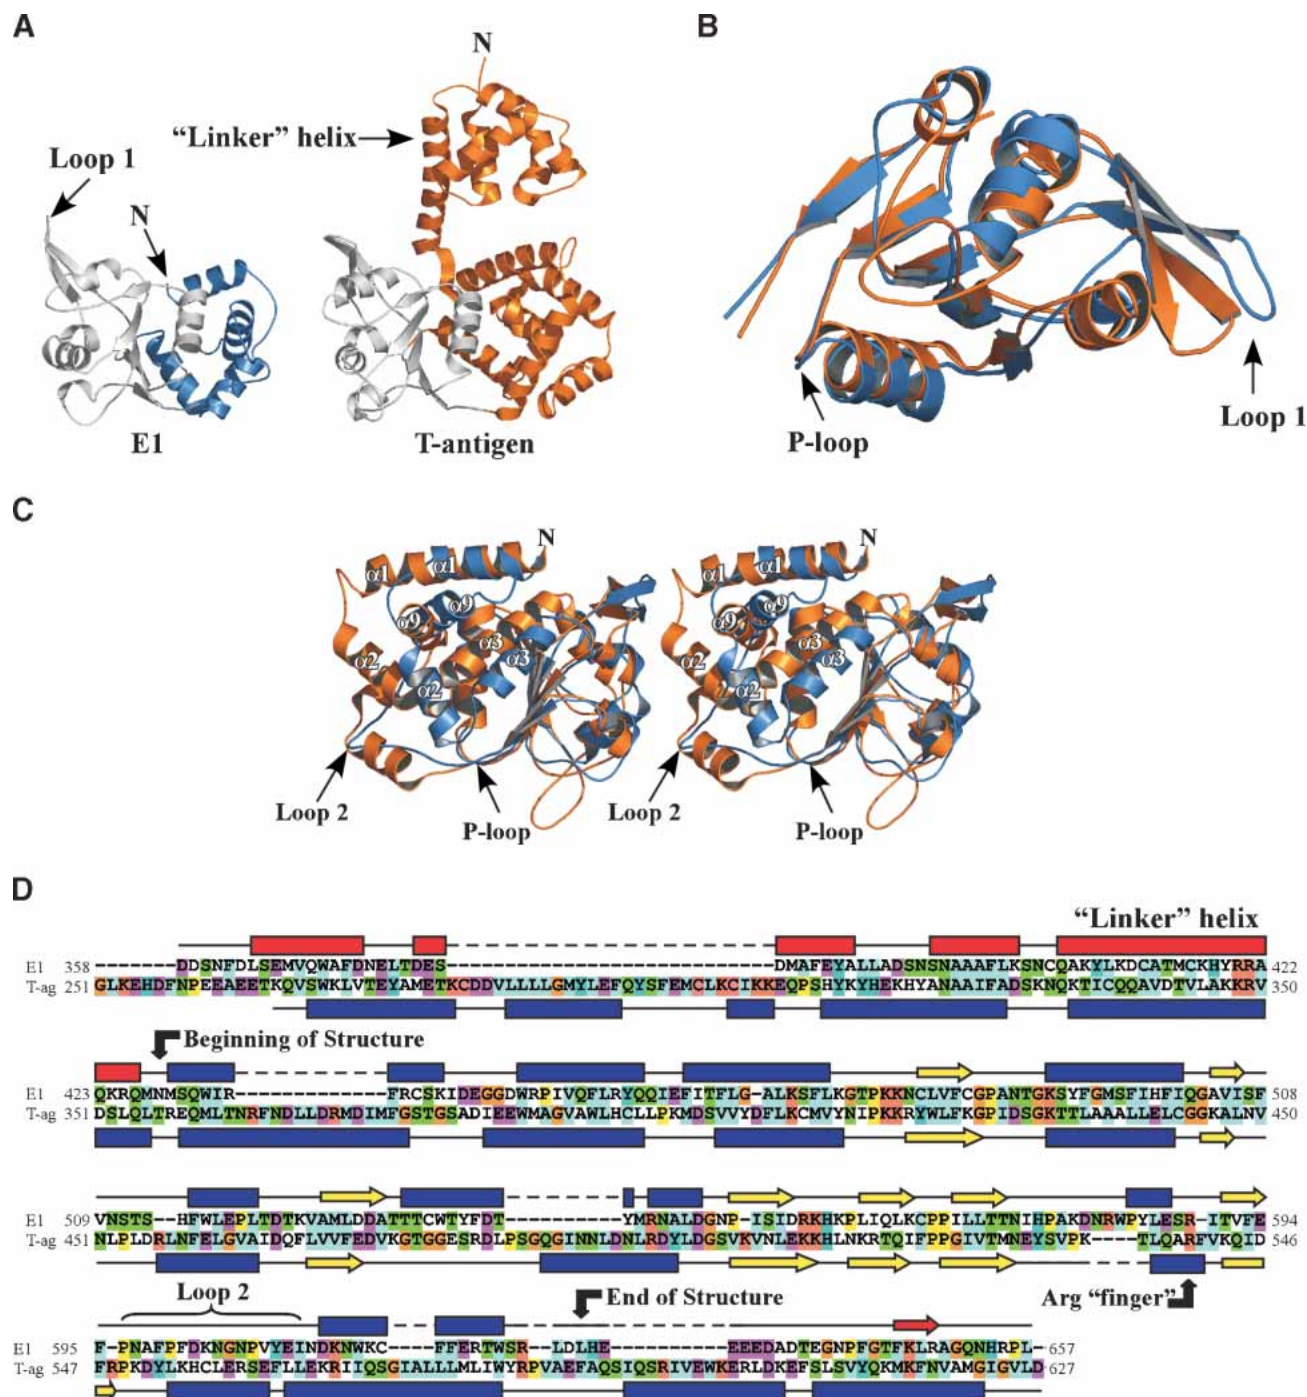 A
B
N
"Linker" helix
Loop 1
N
E1
T-antigen
P-loop
Loop 1
C
N
N
α1
α1
α1
α1
α9
α9
α9
α9
α3
α3
α3
α3
α2
α2
α2
α2
Loop 2
P-loop
Loop 2
P-loop
D
"Linker" helix
E1 358 ----------DDSNFDLSEMVQWAFDNELTDES--------------------------------DMAFEYALLADSNSNAAAFLKSNCQAKYLKDCATMCKHYRRA 422
T-ag 251 GLKEHDFNPEEAEETKQVSWKLVTEYAMETKCDDVLLLLGMYLEFQYSFEMCLKCIKKEQPSHYKYHEKHYANAAIFADSKNQKTICQQAVDTVLAKKRV 350
Beginning of Structure
E1 423 QKRQMNMSQWIR---------------FRCSKIDEGGDWRPIVQFLRYQQIEFITFLG-ALKSFLKGTPKKNCLVFCGPANTGKSYFGMSFIHFIQGAVISF 508
T-ag 351 DSLQLTREQMLTNRFNDLLDRMDIMFGSTGSADIEEWMAGVAWLHCLLPKMDSVVYDFLKCMVYNIPKKRYWLFKGPIDSGKTTLAAALLELCGGKALNV 450
E1 509 VNSTS--HFWLEPLTDTKVAMLDDATTTCWTYFDT-----------YMRNALDGNP-ISIDRKHKPLIQLKCPPILLTTNIHPAKDNRWPYLESR-ITVFE 594
T-ag 451 NLPLDRLNFELGVAIDQFLVVFEDVKGTGGESRDLPSGQGINNLDNLRDYLDGSVKVNLEKKHLNKRTQIFPPGIVTMNEYSVPK----TLQARFVKQID 546
Loop 2
End of Structure
Arg "finger"
E1 595 F-PNAFPFDKNGNPVYEINDKNWKC----FFERTWSR--LDLHE-----------EEEDADTEGNPFGTFKLRAGQNHRPL- 657
T-ag 547 FRPKDYLKHCLERSEFLLEKRIIQSGIALLLMLIWYRPVAEFAQSIQSRIVEWKERLDKEFSLSVYQKMKFNVAMGIGVLD 627